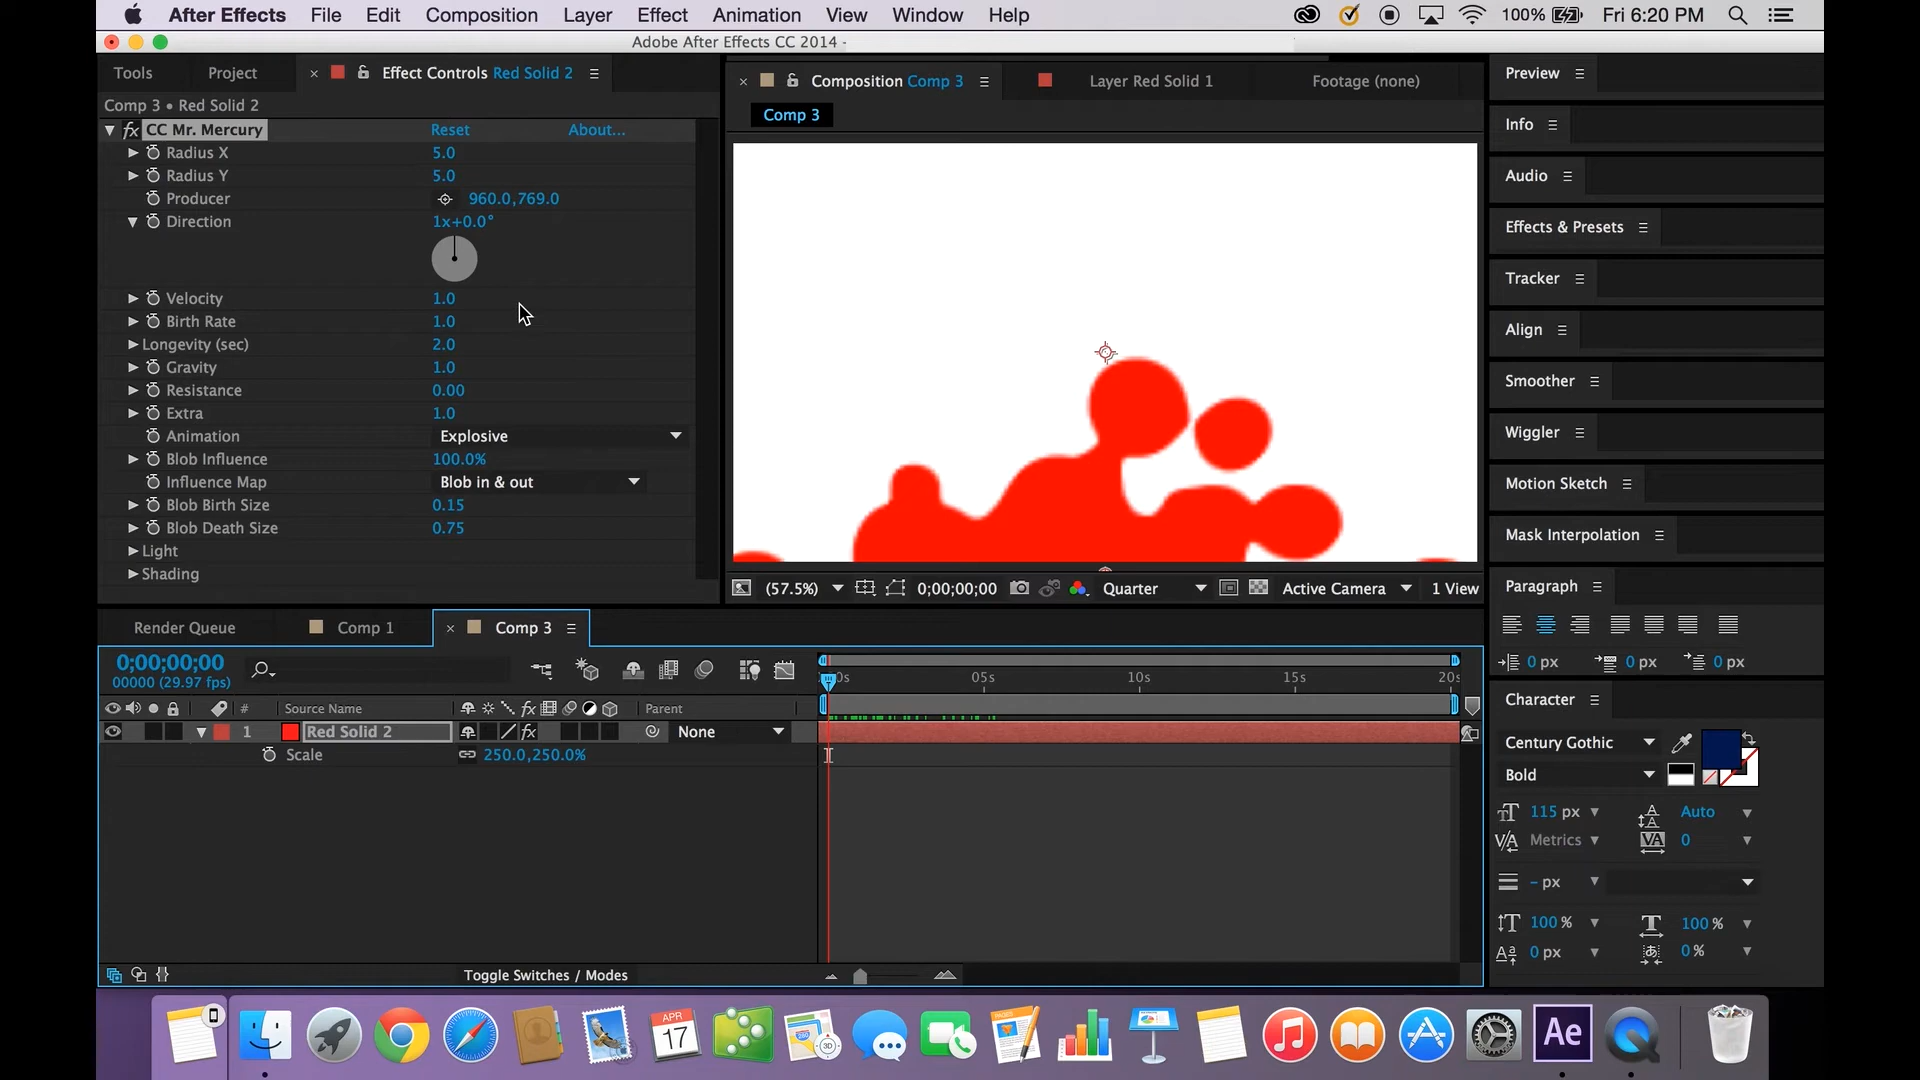 After Effects File Edit Composition Layer Effect Animation View Window Help 100% Fri 6:20 PM
Adobe After Effects CC 2014 -
Tools Project × Effect Controls Red Solid 2
Comp 3 • Red Solid 2
fx CC Mr. Mercury Reset About...
Radius X 5.0
Radius Y 5.0
Producer 960.0,769.0
Direction 1x+0.0°
Velocity 1.0
Birth Rate 1.0
Longevity (sec) 2.0
Gravity 1.0
Resistance 0.00
Extra 1.0
Animation Explosive
Blob Influence 100.0%
Influence Map Blob in & out
Blob Birth Size 0.15
Blob Death Size 0.75
Light
Shading
× Composition Comp 3 Layer Red Solid 1 Footage (none)
Comp 3
(57.5%) 0;00;00;00 Quarter Active Camera 1 View
Preview
Info
Audio
Effects & Presets
Tracker
Align
Smoother
Wiggler
Motion Sketch
Mask Interpolation
Paragraph
0 px 0 px 0 px
Character
Century Gothic
Bold
115 px Auto
Metrics 0
- px
100 % 100 %
0 px 0 %
Render Queue Comp 1 × Comp 3
0;00;00;00
00000 (29.97 fps)
05s 10s 15s 20s
# Source Name fx Parent
1 Red Solid 2 fx None
Scale 250.0,250.0%
Toggle Switches / Modes
APR
17
3D
Ae